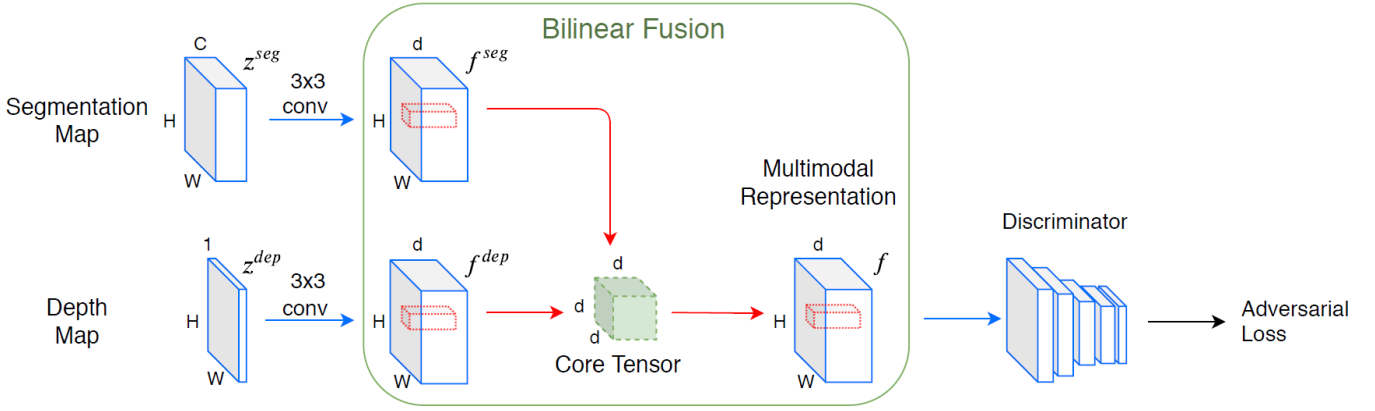 Bilinear Fusion
C
z^{seg}
d
f^{seg}
3x3
conv
Segmentation
Map
H
H
W
W
Multimodal
Representation
1
z^{dep}
d
f^{dep}
d
d
f
Discriminator
3x3
conv
Depth
Map
H
H
d
d
H
Adversarial
Loss
Core Tensor
W
W
W